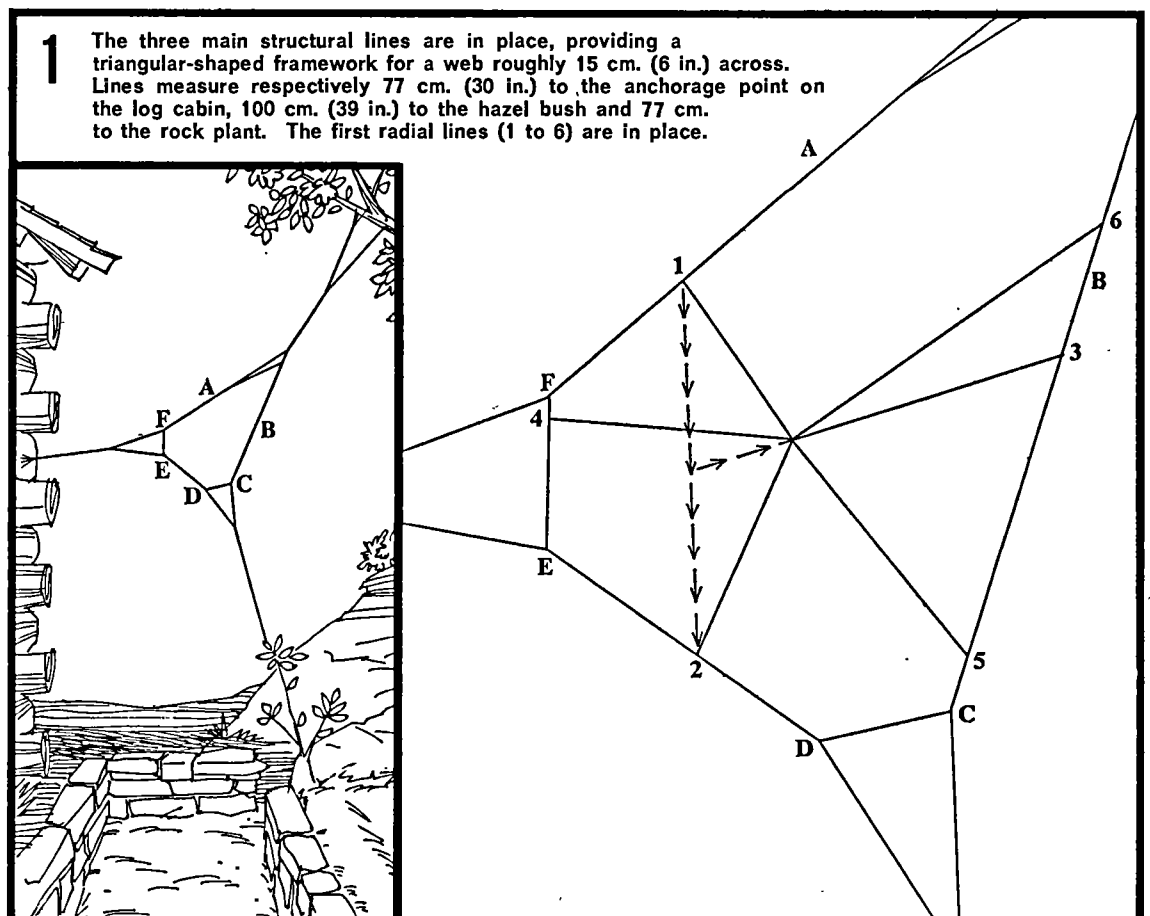 1
The three main structural lines are in place, providing a
triangular-shaped framework for a web roughly 15 cm. (6 in.) across.
Lines measure respectively 77 cm. (30 in.) to the anchorage point on
the log cabin, 100 cm. (39 in.) to the hazel bush and 77 cm.
to the rock plant. The first radial lines (1 to 6) are in place.
A
F
B
E
D
C
A
6
1
B
3
F
4
E
2
5
C
D